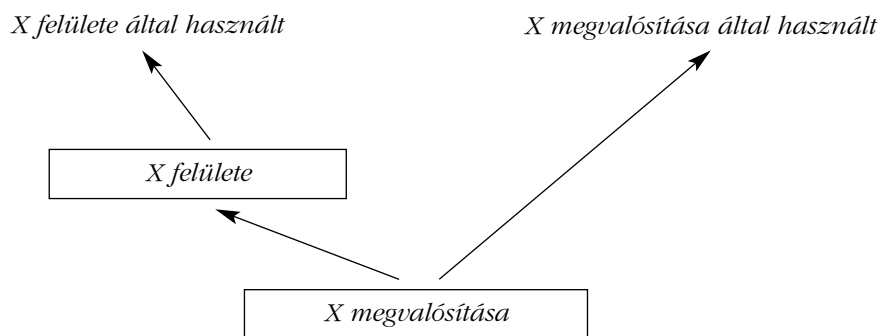 X felülete által használt
X megvalósítása által használt
X felülete
X megvalósítása